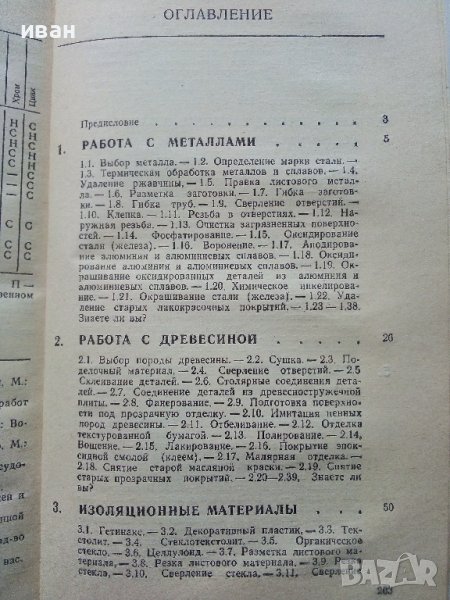 иван
ОГЛАВЛЕНИЕ
Хром
Цинк
Предисловие 3
1. РАБОТА С МЕТАЛЛАМИ 5
1.1. Выбор металла. — 1.2. Определение марки стали. —
1.3. Термическая обработка металлов и сплавов. — 1.4.
Удаление ржавчины, — 1.5. Правка листового метал-
ла. — 1.6. Разметка заготовки. — 1.7. Гибка заготов-
ки. — 1.8. Гибка труб. — 1.9. Сверление отверстий. —
1.10. Клепка. — 1.11. Резьба в отверстиях. — 1.12. На-
ружная резьба. — 1.13. Очистка загрязненных поверхно-
стей. — 1.14. Фосфатирование. — 1.15. Оксидирование
стали (железа). — 1.16. Воронение. — 1.17. Анодирова-
ние алюминия и алюминиевых сплавов. — 1.18. Оксиди-
рование алюминия и алюминиевых сплавов. — 1.19. Ок-
рашивание оксидированных деталей из алюминия и
алюминиевых сплавов. — 1.20. Химическое никелирова-
ние. — 1.21. Окрашивание стали (железа). — 1.22. Уда-
ление старых лакокрасочных покрытий. — 1.23 — 1.38.
Знаете ли вы?
2. РАБОТА С ДРЕВЕСИНОЙ 26
2.1. Выбор породы древесины. — 2.2. Сушка. — 2.3. По-
делочный материал. — 2.4. Сверление отверстий. — 2.5
Склеивание деталей. — 2.6. Столярные соединения дета-
лей. — 2.7. Соединение деталей из древесностружечной
плиты. — 2.8. Фанерование. — 2.9. Подготовка поверхнос-
ти под прозрачную отделку. — 2.10. Имитация ценных
пород древесины. — 2.11. Отбеливание. — 2.12. Отделка
текстурованной бумагой. — 2.13. Полирование. — 2.14.
Вощение. — 2.15. Лакирование. — 2.16. Покрытие эпок-
сидной смолой (клеем). — 2.17. Малярная отделка. —
2.18. Снятие старой масляной краски. — 2.19. Снятие
старых прозрачных покрытий. — 2.20—2.39, Знаете ли
вы?
3. ИЗОЛЯЦИОННЫЕ МАТЕРИАЛЫ 50
3.1. Гетинакс. — 3.2. Декоративный пластик. — 3.3. Тек-
столит. — 3.4. Стеклотекстолит. — 3.5. Органическое
стекло. — 3.6. Целлулоид. — 3.7. Разметка листового ма-
териала. — 3.8. Резка листового материала. — 3.9. Резка
стекла. — 3.10. Сверление стекла. — 3.11. Сверление
263
BAZAR